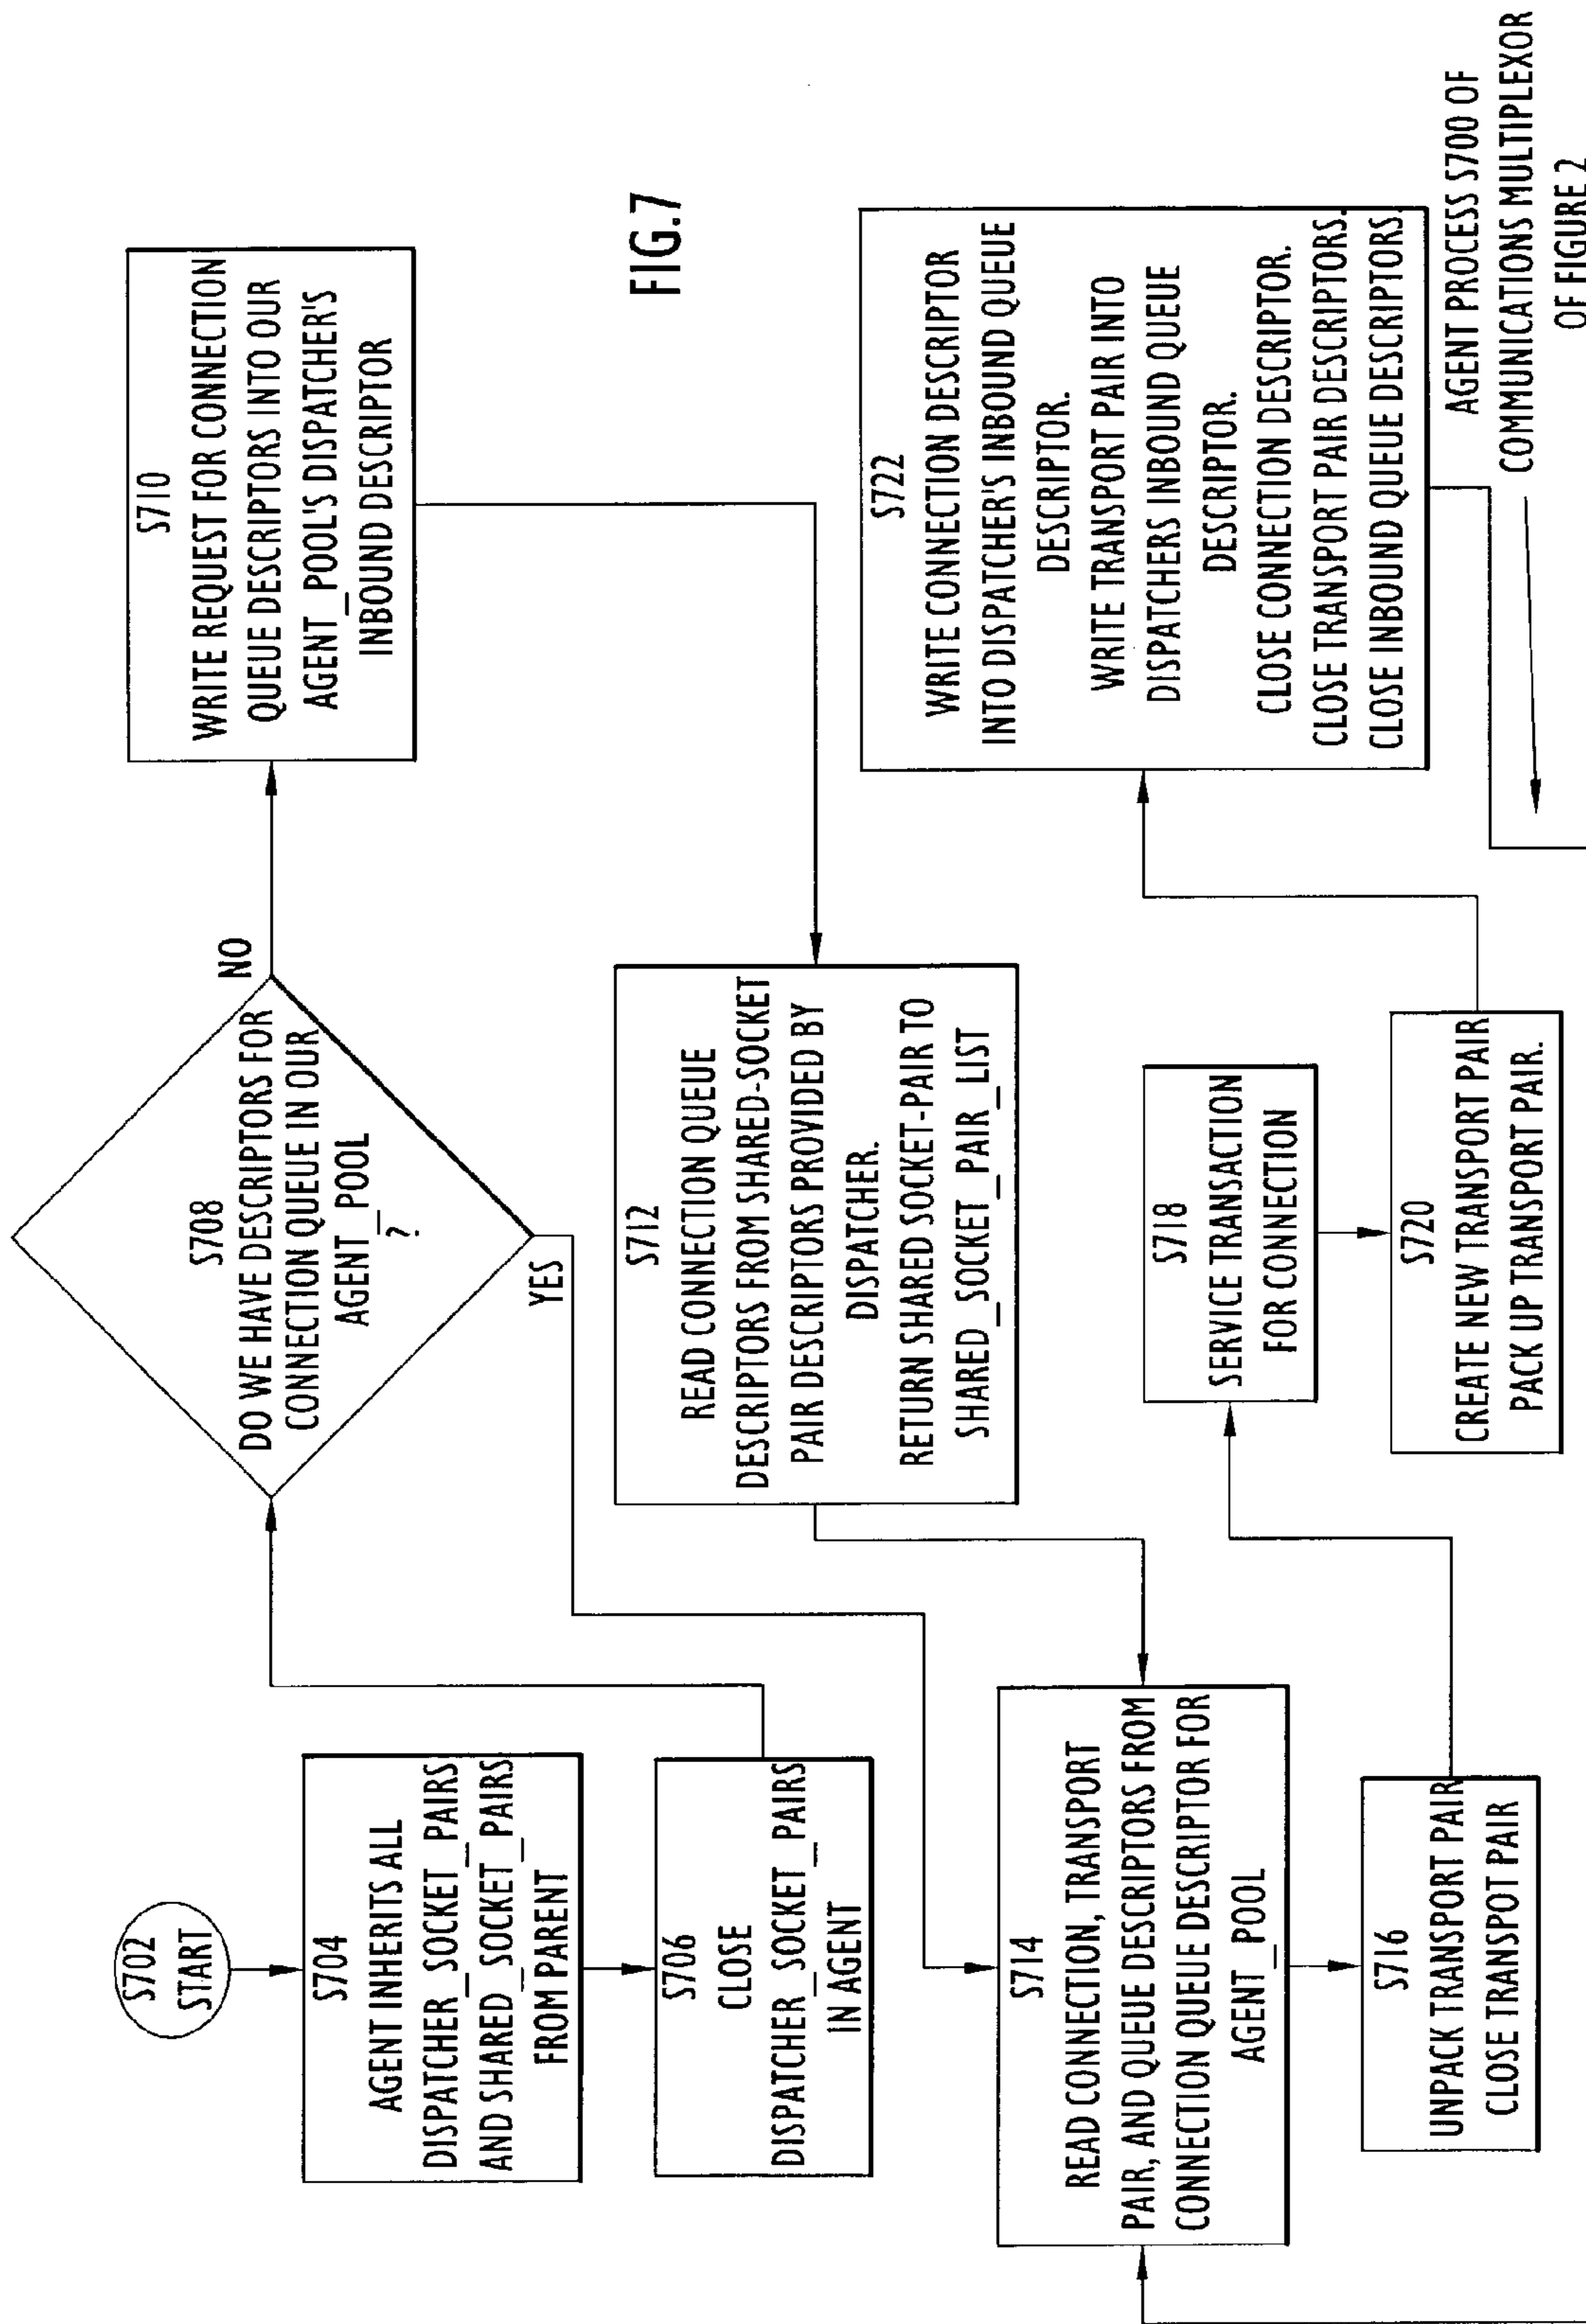 S702
START
S704
AGENT INHERITS ALL
DISPATCHER_SOCKET_PAIRS
AND SHARED_SOCKET_PAIRS
FROM PARENT
S706
CLOSE
DISPATCHER_SOCKET_PAIRS
IN AGENT
S708
DO WE HAVE DESCRIPTORS FOR
CONNECTION QUEUE IN OUR
AGENT_POOL
?
NO
YES
S710
WRITE REQUEST FOR CONNECTION
QUEUE DESCRIPTORS INTO OUR
AGENT_POOL'S DISPATCHER'S
INBOUND DESCRIPTOR
S712
READ CONNECTION QUEUE
DESCRIPTORS FROM SHARED-SOCKET
PAIR DESCRIPTORS PROVIDED BY
DISPATCHER.
RETURN SHARED SOCKET-PAIR TO
SHARED_SOCKET_PAIR_LIST
FIG.7
S714
READ CONNECTION, TRANSPORT
PAIR, AND QUEUE DESCRIPTORS FROM
CONNECTION QUEUE DESCRIPTOR FOR
AGENT_POOL
S716
UNPACK TRANSPORT PAIR
CLOSE TRANSPOT PAIR
S718
SERVICE TRANSACTION
FOR CONNECTION
S720
CREATE NEW TRANSPORT PAIR
PACK UP TRANSPORT PAIR.
S722
WRITE CONNECTION DESCRIPTOR
INTO DISPATCHER'S INBOUND QUEUE
DESCRIPTOR.
WRITE TRANSPORT PAIR INTO
DISPATCHERS INBOUND QUEUE
DESCRIPTOR.
CLOSE CONNECTION DESCRIPTOR.
CLOSE TRANSPORT PAIR DESCRIPTORS.
CLOSE INBOUND QUEUE DESCRIPTORS.
AGENT PROCESS S700 OF
COMMUNICATIONS MULTIPLEXOR
OF FIGURE 2